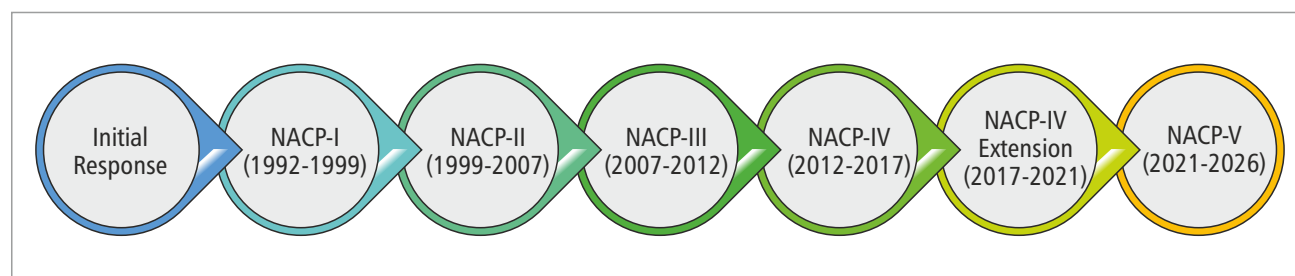 Initial
Response
NACP-I
(1992-1999)
NACP-II
(1999-2007)
NACP-III
(2007-2012)
NACP-IV
(2012-2017)
NACP-IV
Extension
(2017-2021)
NACP-V
(2021-2026)